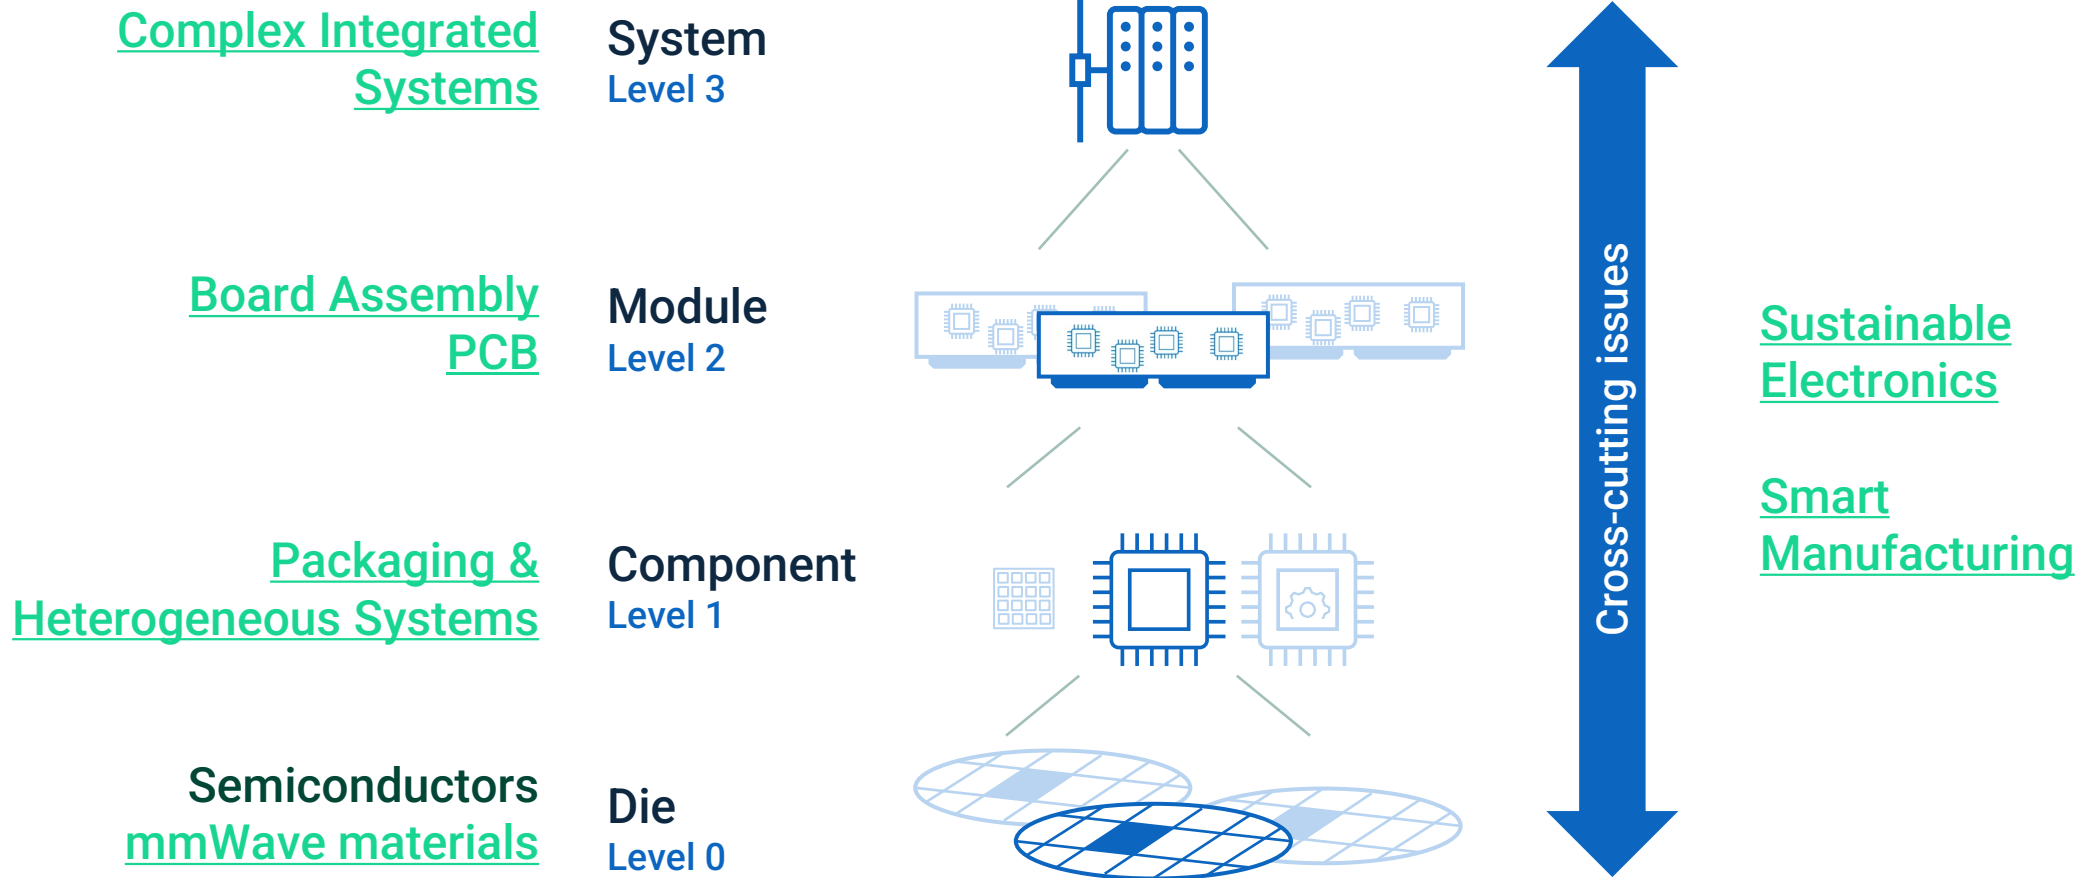 Complex Integrated
Systems
System
Level 3
Board Assembly
PCB
Module
Level 2
Packaging &
Heterogeneous Systems
Component
Level 1
Semiconductors
mmWave materials
Die
Level 0
Cross-cutting issues
Sustainable
Electronics
Smart
Manufacturing